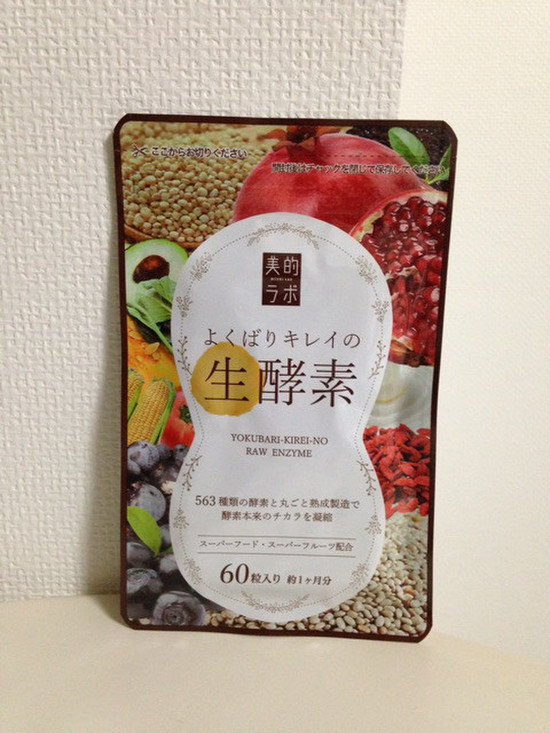 ここからお切りください
開封後はチャックを閉じて保存してください
美的
ラボ
よくばりキレイの
生酵素
YOKUBARI-KIREI-NO
RAW ENZYME
563種類の酵素と丸ごと熟成製造で
酵素本来のチカラを凝縮
スーパーフード・スーパーフルーツ配合
60粒入り 約1ヶ月分